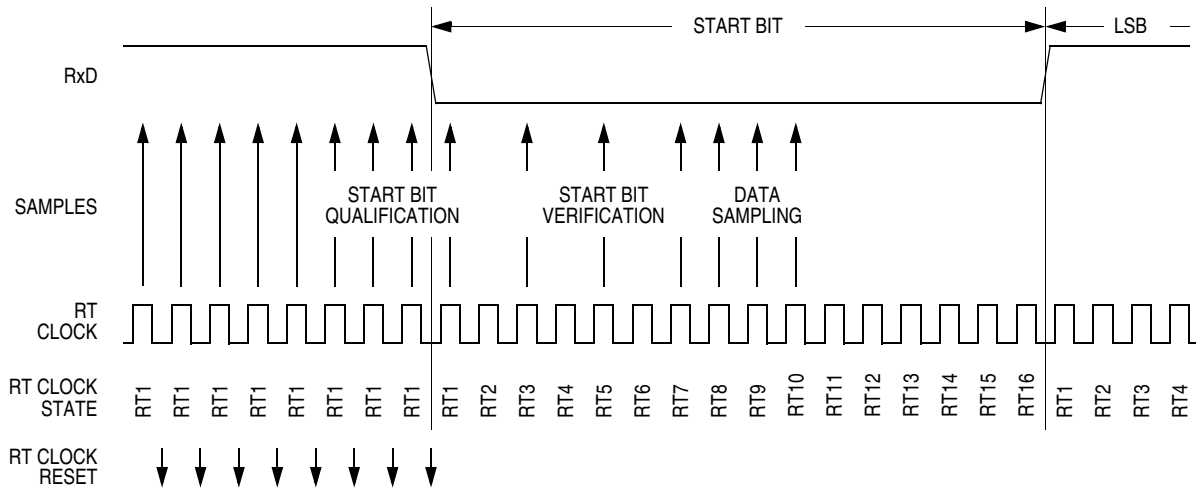 START BIT
LSB
RxD
SAMPLES
START BIT
QUALIFICATION
START BIT
VERIFICATION
DATA
SAMPLING
RT
CLOCK
RT CLOCK
STATE
RT1 RT1 RT1 RT1 RT1 RT1 RT1 RT1 RT1 RT2 RT3 RT4 RT5 RT6 RT7 RT8 RT9 RT10 RT11 RT12 RT13 RT14 RT15 RT16 RT1 RT2 RT3 RT4
RT CLOCK
RESET